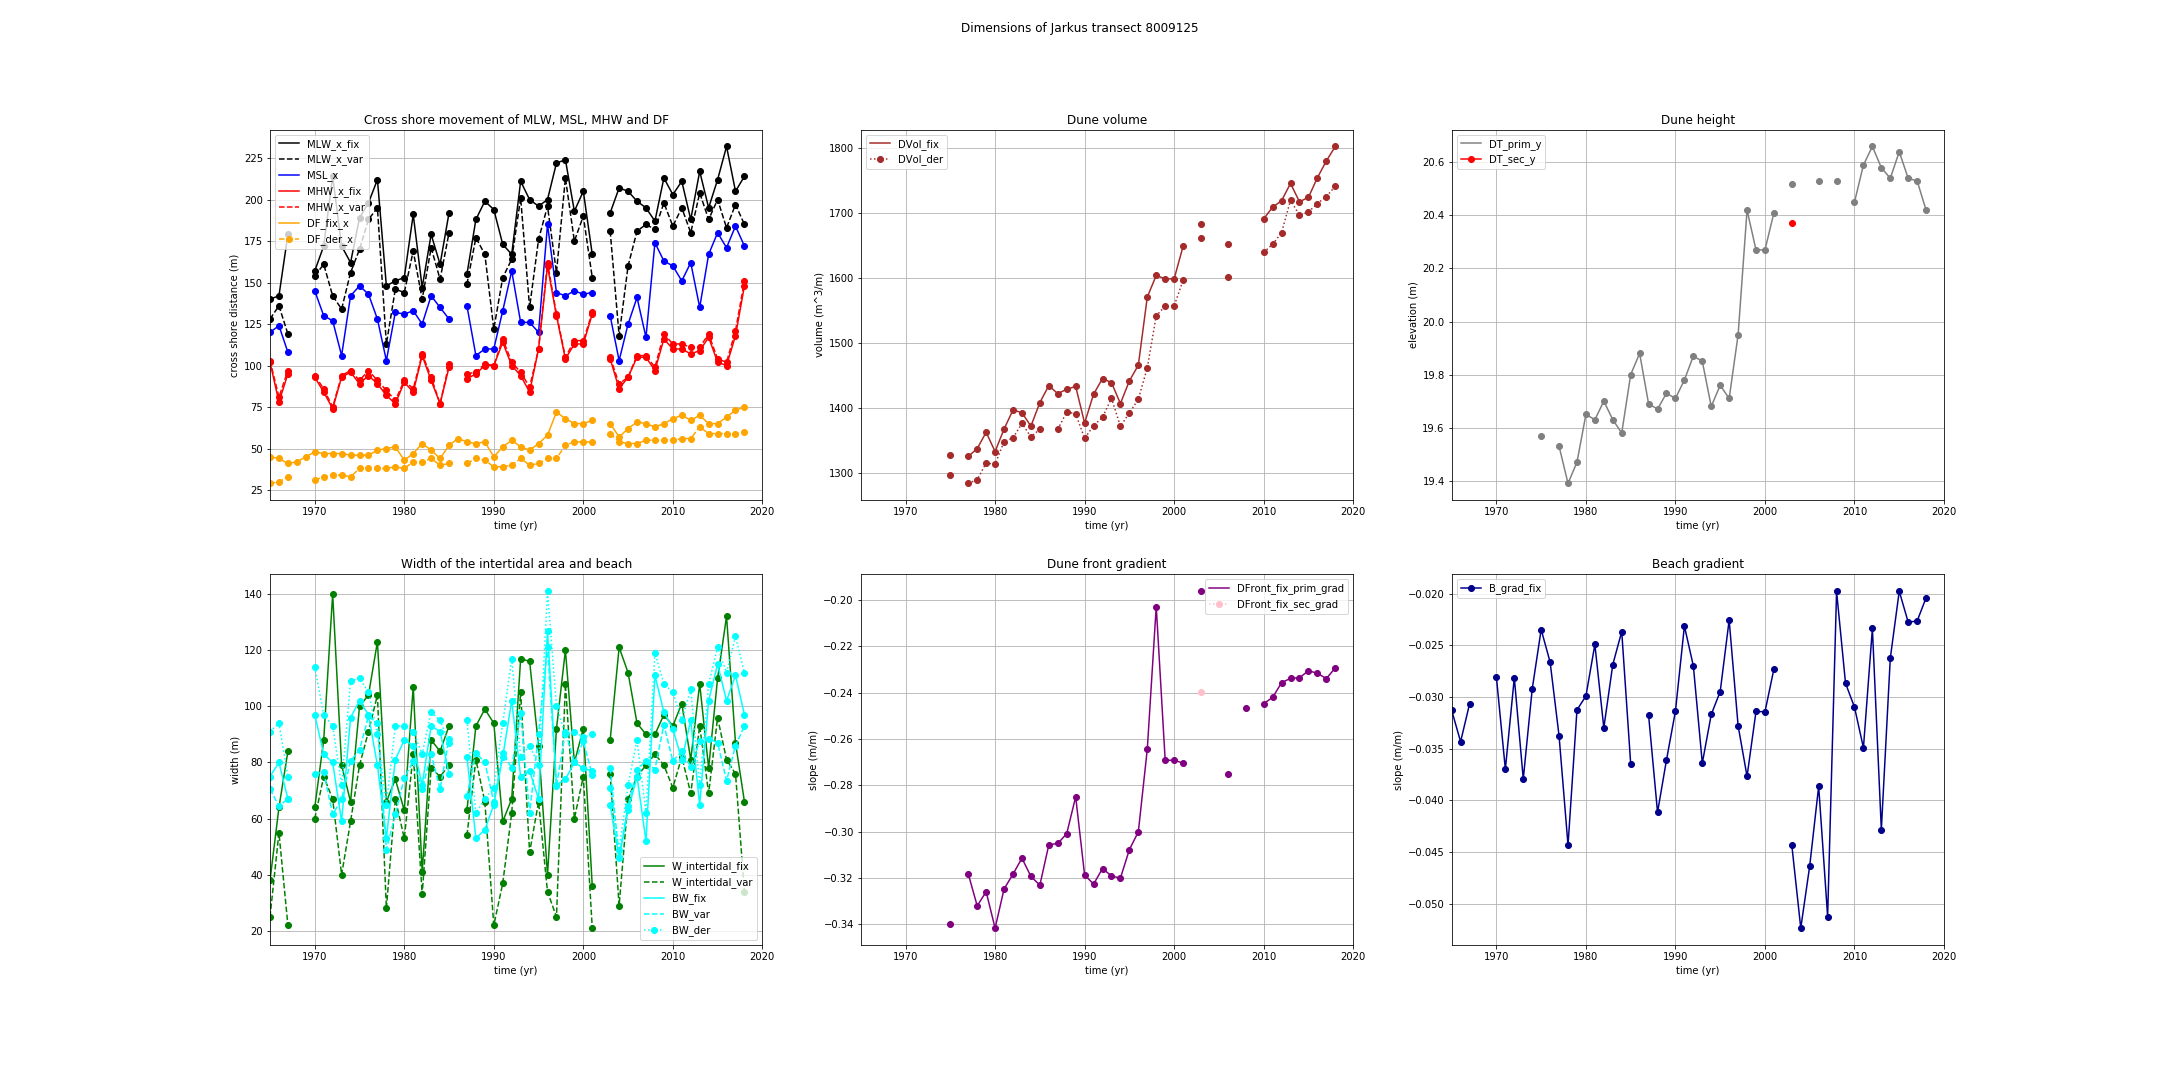 Dimensions of Jarkus transect 8009125
Cross shore movement of MLW, MSL, MHW and DF
MLW_x_fix
MLW_x_var
MSL_x
MHW_x_fix
MHW_x_var
DF_fix_x
DF_der_x
225
200
175
150
125
100
75
50
25
cross shore distance (m)
1970 1980 1990 2000 2010 2020
time (yr)
Dune volume
DVol_fix
DVol_der
1800
1700
1600
1500
1400
1300
volume (m^3/m)
1970 1980 1990 2000 2010 2020
time (yr)
Dune height
DT_prim_y
DT_sec_y
20.6
20.4
20.2
20.0
19.8
19.6
19.4
elevation (m)
1970 1980 1990 2000 2010 2020
time (yr)
Width of the intertidal area and beach
140
120
100
80
60
40
20
width (m)
W_intertidal_fix
W_intertidal_var
BW_fix
BW_var
BW_der
1970 1980 1990 2000 2010 2020
time (yr)
Dune front gradient
DFront_fix_prim_grad
DFront_fix_sec_grad
−0.20
−0.22
−0.24
−0.26
−0.28
−0.30
−0.32
−0.34
slope (m/m)
1970 1980 1990 2000 2010 2020
time (yr)
Beach gradient
B_grad_fix
−0.020
−0.025
−0.030
−0.035
−0.040
−0.045
−0.050
slope (m/m)
1970 1980 1990 2000 2010 2020
time (yr)